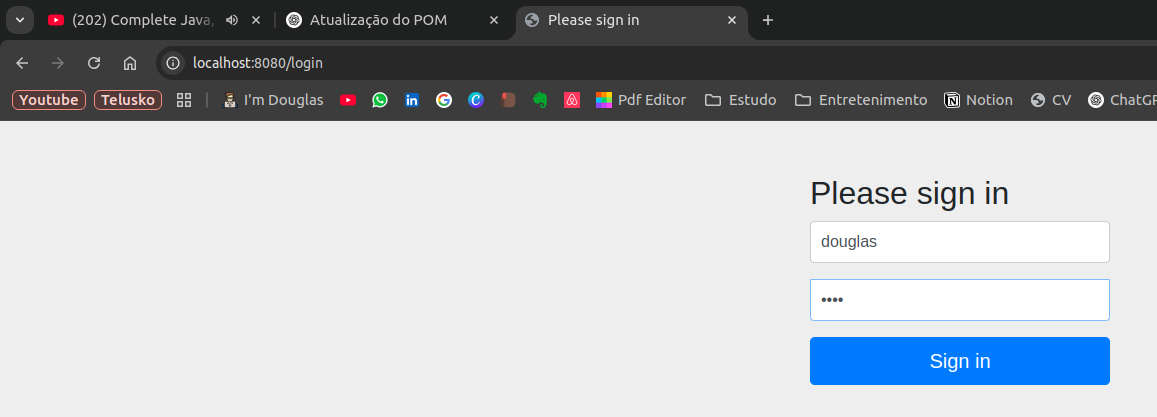 (202) Complete Java,
Atualização do POM
Please sign in
localhost:8080/login
Youtube
Telusko
I'm Douglas
Pdf Editor
Estudo
Entretenimento
Notion
CV
ChatGP
Please sign in
douglas
••••
Sign in